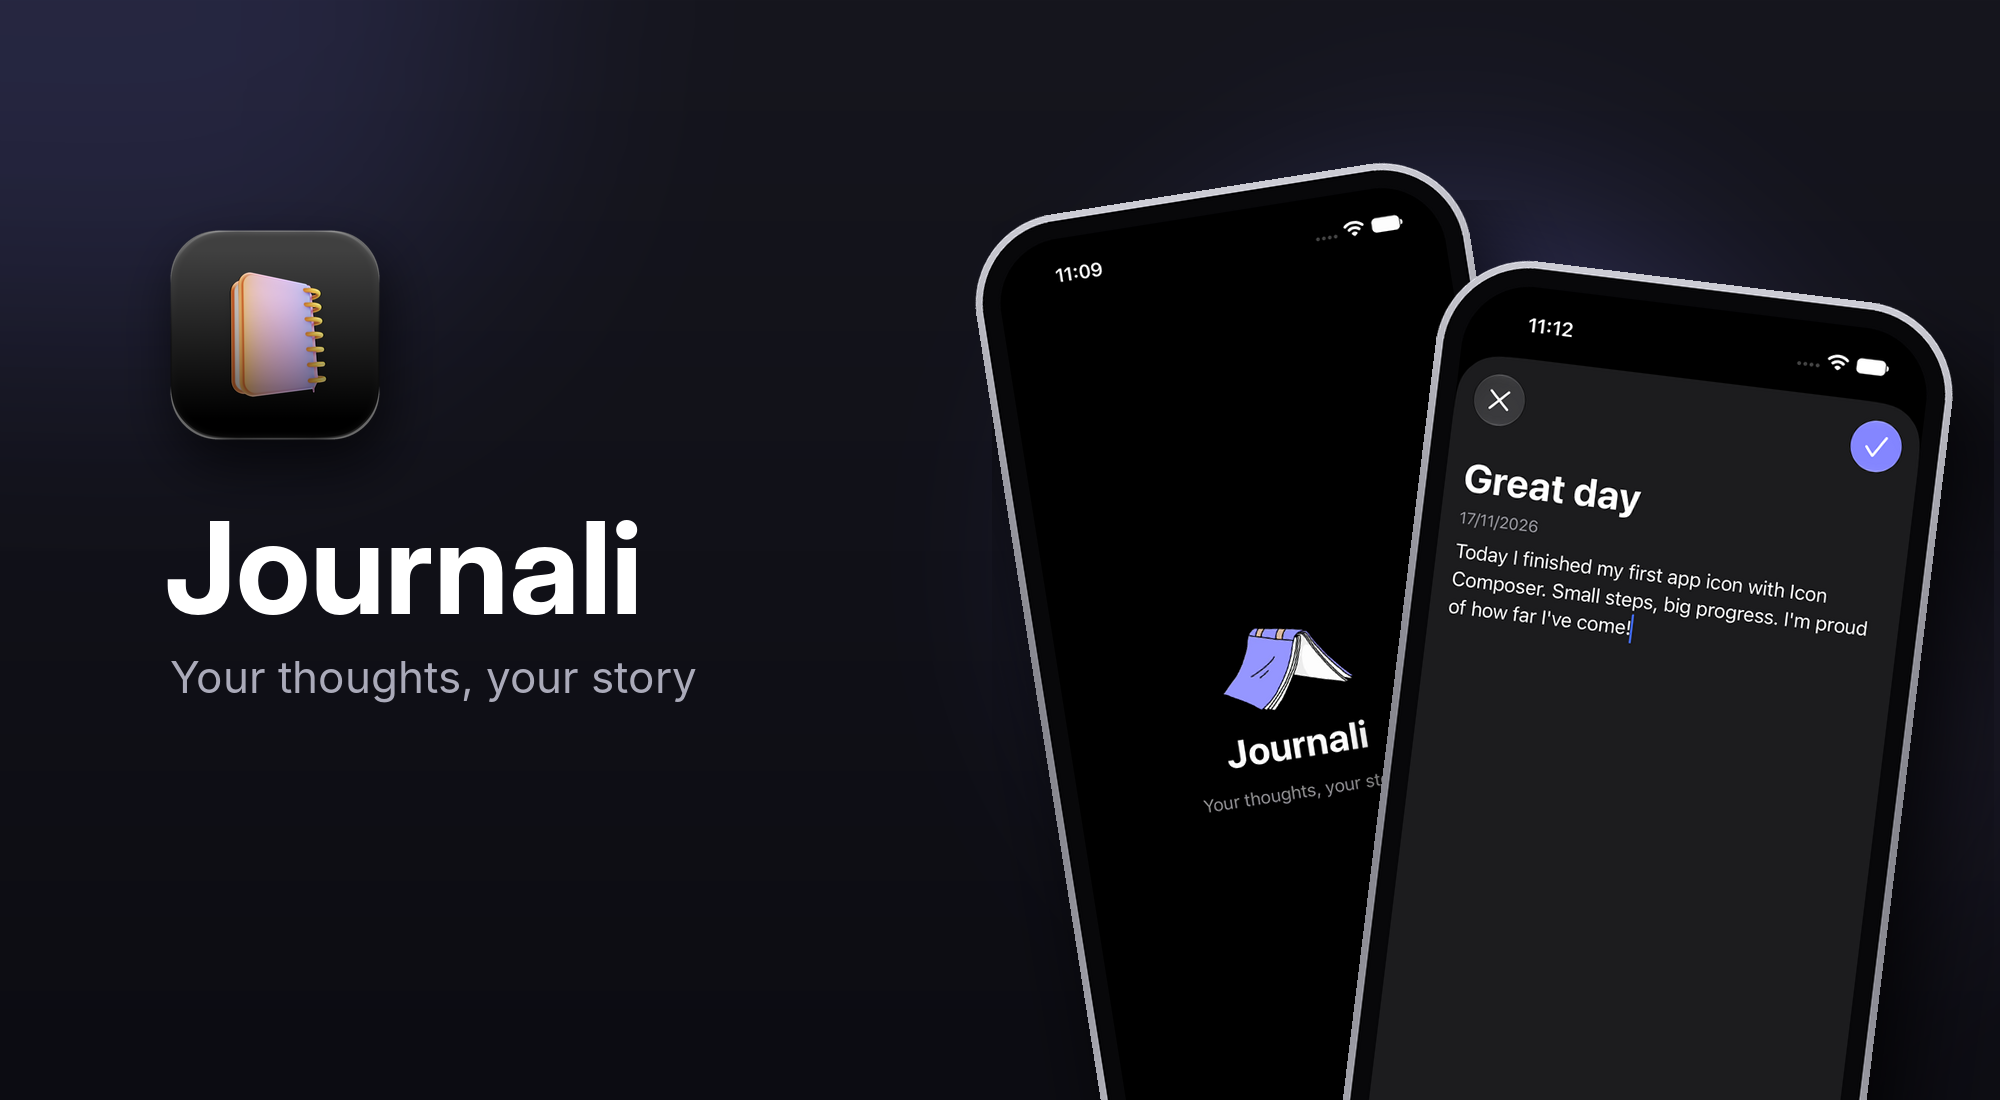 Journali
Your thoughts, your story
11:09
Journali
Your thoughts, your
11:12
Great day
17/11/2026
Today I finished my first app icon with Icon
Composer. Small steps, big progress. I'm proud
of how far I've come!